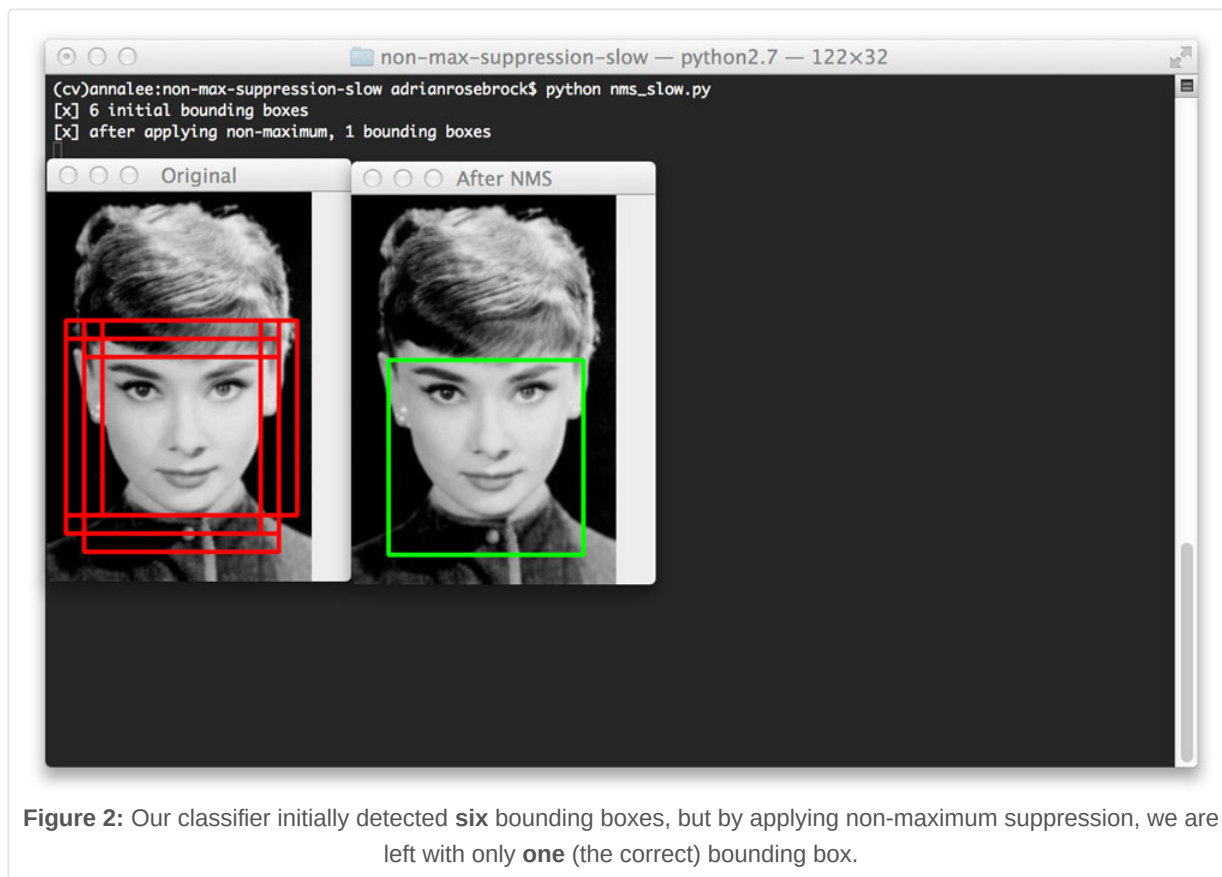 non-max-suppression-slow — python2.7 — 122×32
(cv)annalee:non-max-suppression-slow adrianrosebrock$ python nms_slow.py
[x] 6 initial bounding boxes
[x] after applying non-maximum, 1 bounding boxes
Original
After NMS
Figure 2: Our classifier initially detected six bounding boxes, but by applying non-maximum suppression, we are
left with only one (the correct) bounding box.